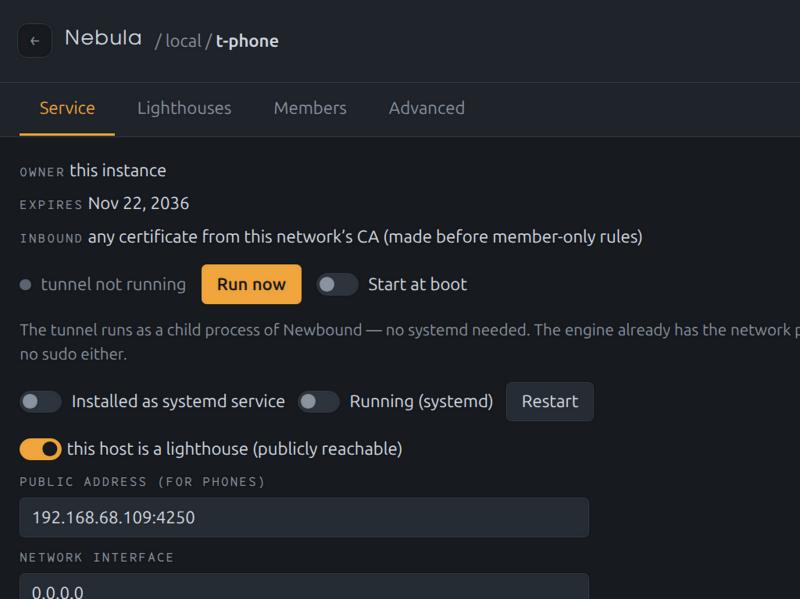 ← Nebula / local / t-phone
Service Lighthouses Members Advanced
OWNER this instance
EXPIRES Nov 22, 2036
INBOUND any certificate from this network’s CA (made before member-only rules)
tunnel not running Run now Start at boot
The tunnel runs as a child process of Newbound — no systemd needed. The engine already has the network p
no sudo either.
Installed as systemd service Running (systemd) Restart
this host is a lighthouse (publicly reachable)
PUBLIC ADDRESS (FOR PHONES)
192.168.68.109:4250
NETWORK INTERFACE
0.0.0.0